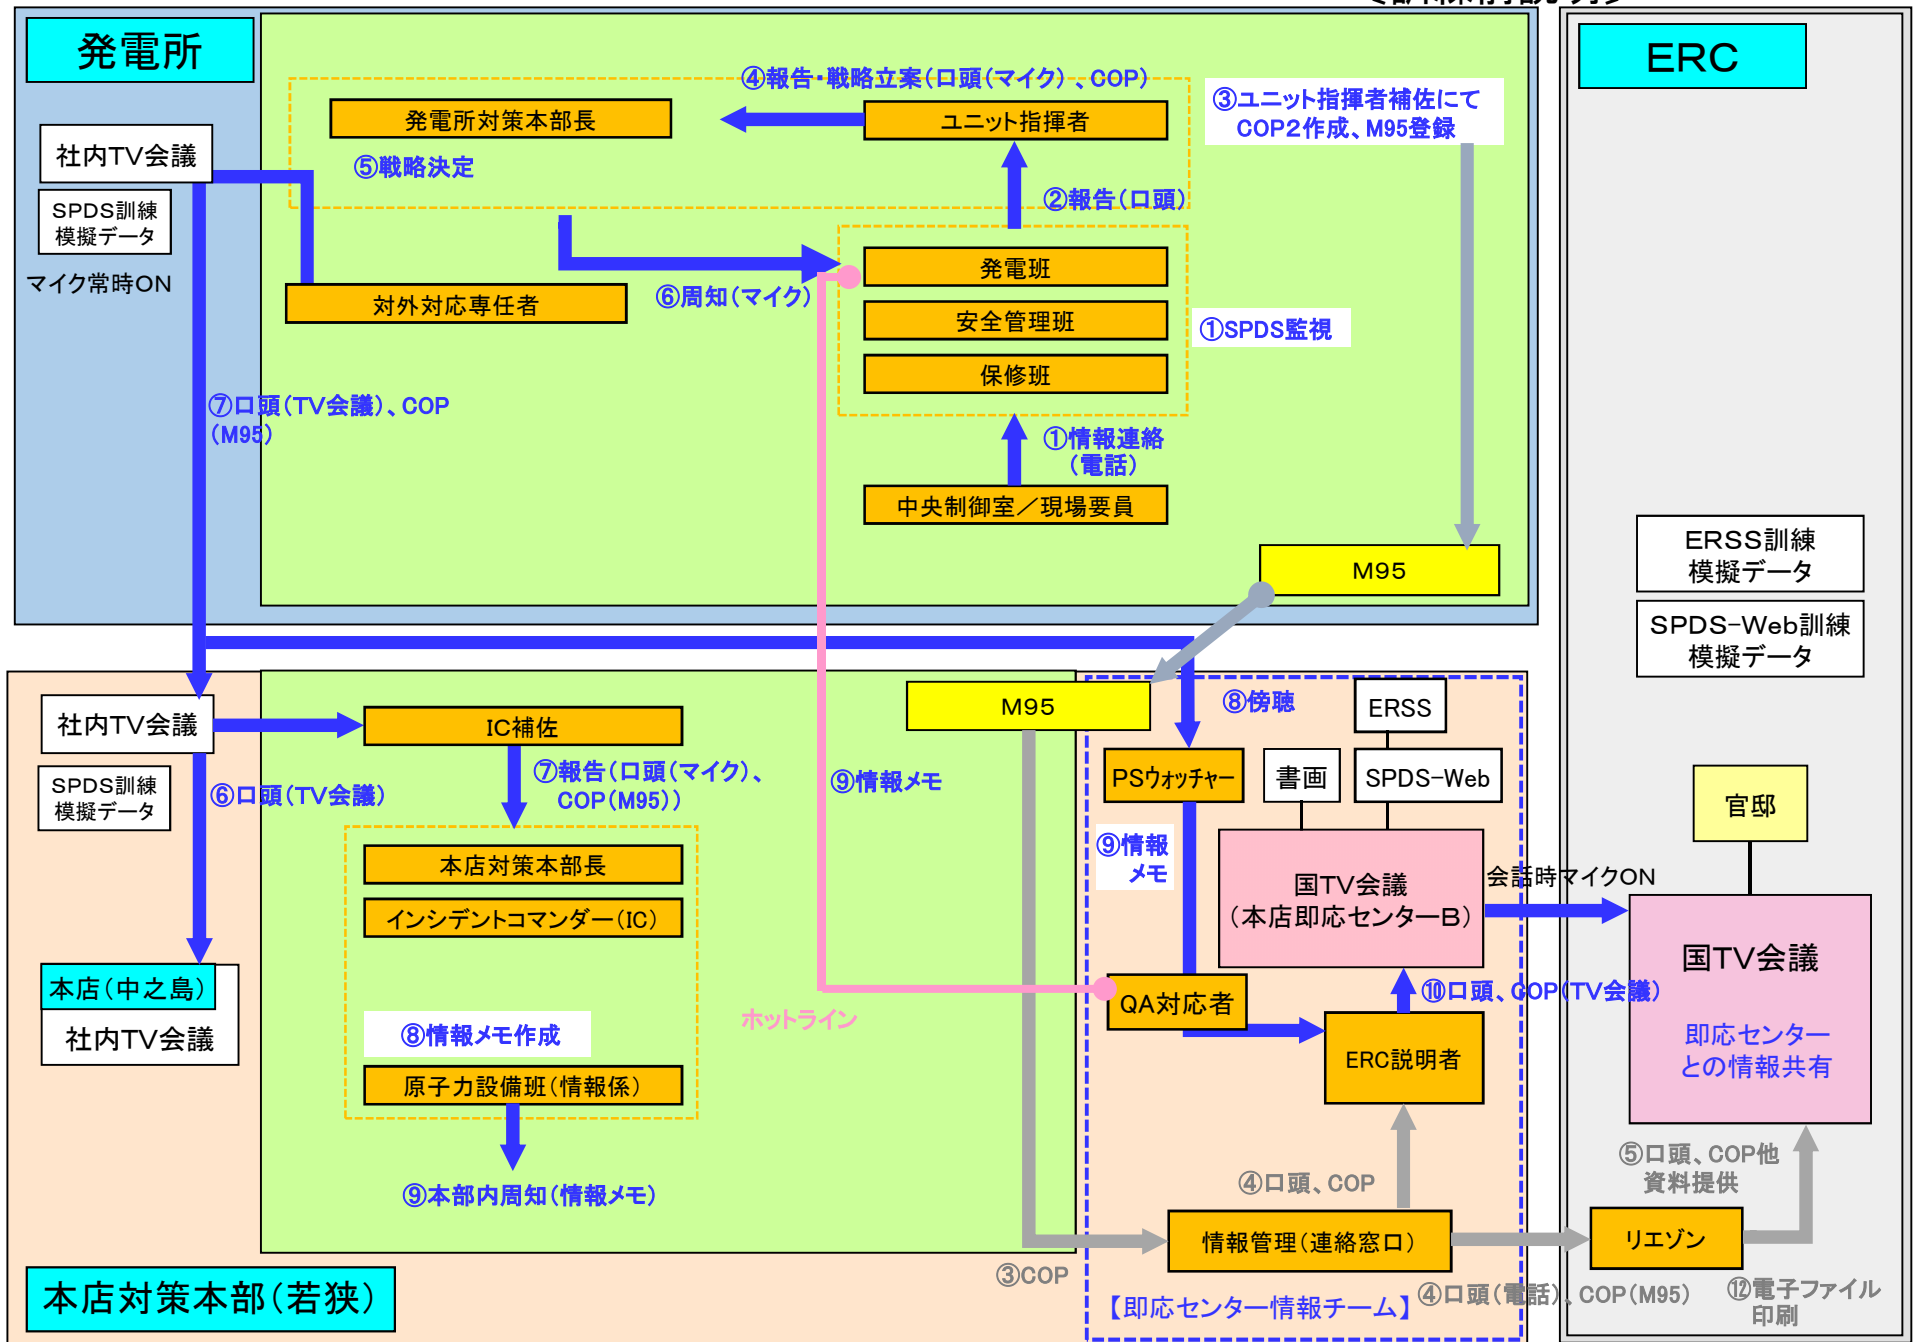 発電所
④報告・戦略立案(口頭(マイク)、COP)
発電所対策本部長
ユニット指揮者
③ユニット指揮者補佐にて
COP2作成、M95登録
ERC
社内TV会議
⑤戦略決定
②報告(口頭)
SPDS訓練
模擬データ
マイク常時ON
対外対応専任者
⑥周知(マイク)
発電班
安全管理班
保修班
①SPDS監視
⑦口頭(TV会議)、COP
(M95)
①情報連絡
(電話)
中央制御室/現場要員
M95
ERSS訓練
模擬データ
SPDS-Web訓練
模擬データ
社内TV会議
SPDS訓練
模擬データ
⑥口頭(TV会議)
IC補佐
⑦報告(口頭(マイク)、
COP(M95))
本店対策本部長
インシデントコマンダー(IC)
⑧情報メモ作成
原子力設備班(情報係)
⑨本部内周知(情報メモ)
本店(中之島)
社内TV会議
本店対策本部(若狭)
M95
⑨情報メモ
ホットライン
⑧傍聴
ERSS
PSウォッチャー
書画
SPDS-Web
⑨情報
メモ
国TV会議
(本店即応センターB)
会話時マイクON
QA対応者
⑩口頭、COP(TV会議)
ERC説明者
④口頭、COP
情報管理(連絡窓口)
③COP
【即応センター情報チーム】
④口頭(電話)、COP(M95)
官邸
国TV会議
即応センター
との情報共有
⑤口頭、COP他
資料提供
リエゾン
⑫電子ファイル
印刷